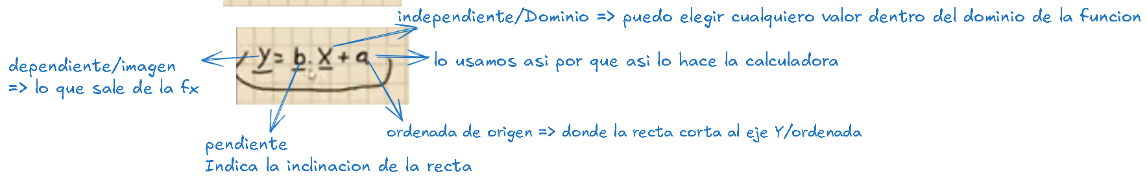 independiente/Dominio => puedo elegir cualquiero valor dentro del dominio de la funcion
y = b. x + a
lo usamos asi por que asi lo hace la calculadora
dependiente/imagen
=> lo que sale de la fx
ordenada de origen => donde la recta corta al eje Y/ordenada
pendiente
Indica la inclinacion de la recta